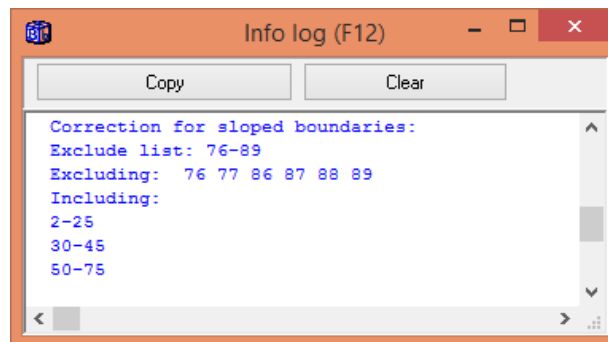 Info log (F12)
Copy Clear
Correction for sloped boundaries:
Exclude list: 76-89
Excluding:  76 77 86 87 88 89
Including:
2-25
30-45
50-75